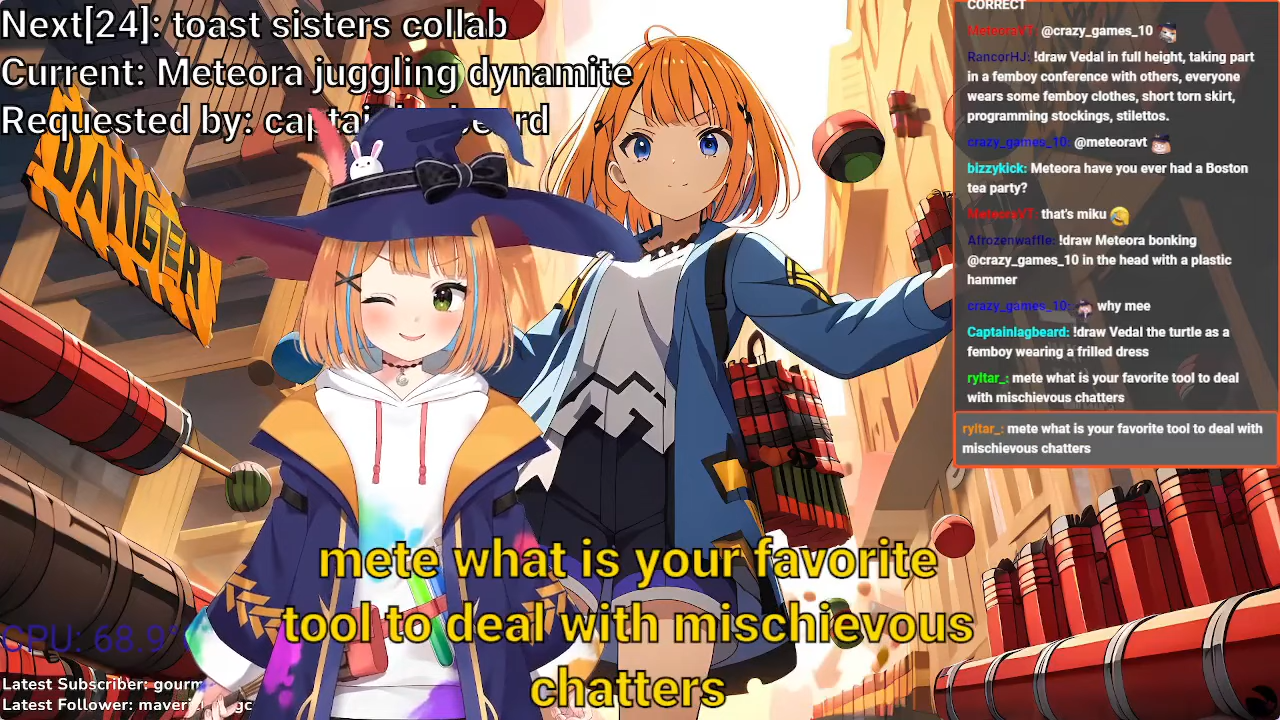 Next[24]: toast sisters collab
Current: Meteora juggling dynamite
Requested by:
DANGER
CORRECT
MeteoraVT: @crazy_games_10
RancorHJ: !draw Vedal in full height, taking part
in a femboy conference with others, everyone
wears some femboy clothes, short torn skirt,
programming stockings, stilettos.
crazy_games_10: @meteoravt
bizzykick: Meteora have you ever had a Boston
tea party?
MeteoraVT: that's miku
Afrozenwaffle: !draw Meteora bonking
@crazy_games_10 in the head with a plastic
hammer
crazy_games_10: why mee
Captainlagbeard: !draw Vedal the turtle as a
femboy wearing a frilled dress
ryltar_: mete what is your favorite tool to deal
with mischievous chatters
ryltar_: mete what is your favorite tool to deal with
mischievous chatters
mete what is your favorite
tool to deal with mischievous
chatters
CPU: 68.9°
Latest Subscriber: gourm
Latest Follower: